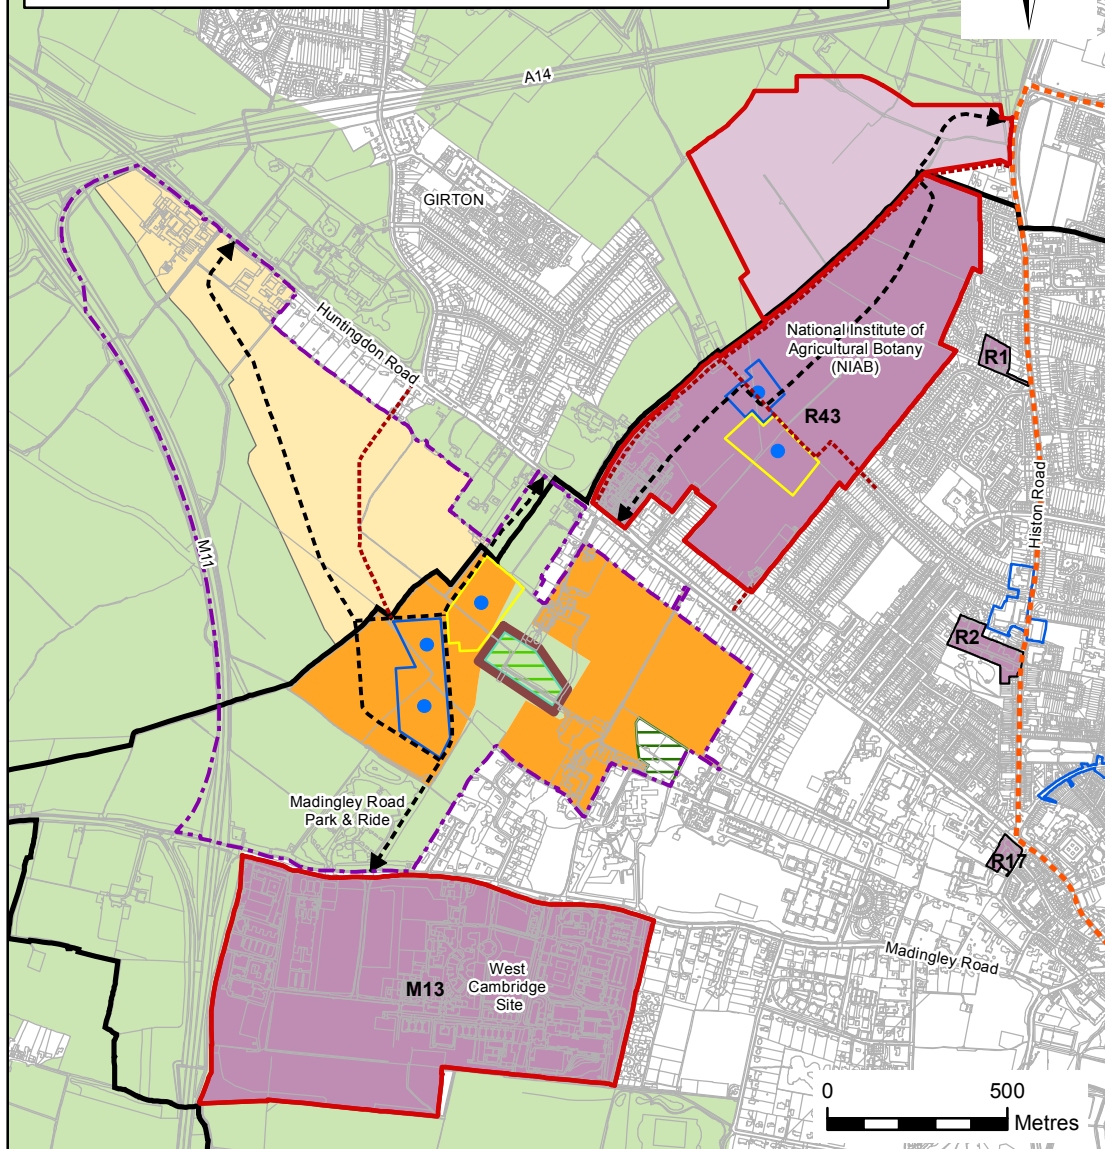 A14
GIRTON
Huntingdon Road
National Institute of
Agricultural Botany
(NIAB)
R1
R43
Histon Road
M11
R2
Madingley Road
Park & Ride
R17
Madingley Road
West
Cambridge
Site
M13
0 500
Metres